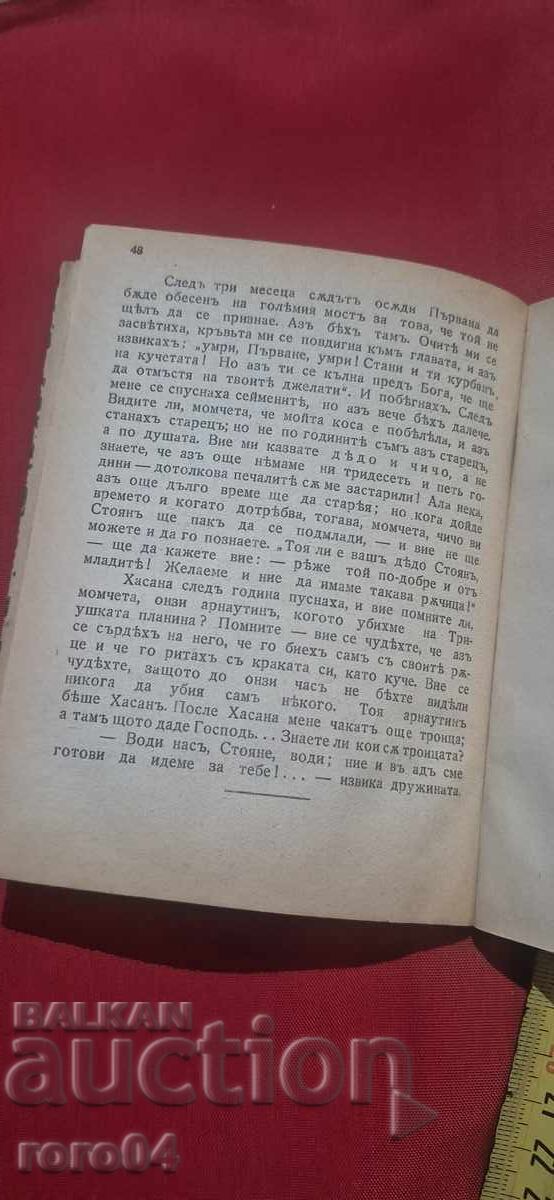 48
Следъ три месеца сѫдътъ осѫди Първана да
бѫде обесенъ на голѣмия мостъ за това, че той не
щѣлъ да се признае. Азъ бѣхъ тамъ. Очитѣ ми се
засвѣтиха, кръвьта ми се повдигна къмъ главата, и азъ
извикахъ: „умри, Първане, умри! Стани и ти курбанъ
на кучетата! Но азъ ти се кълна предъ Бога, че ще
да отмъстя на твоитѣ джелати“. И побѣгнахъ. Следъ
мене се спуснаха сейменитѣ, но азъ вече бѣхъ далече.
Видите ли, момчета, че мойта коса е побѣлѣла, и азъ
станахъ старецъ; но не по годинитѣ съмъ азъ старецъ,
а по душата. Вие ми казвате дѣдо и чичо, а не
знаете, че азъ още нѣмаме ни тридесеть и петь го-
дини — дотолкова печалитѣ сѫ ме застарили! Ала нека,
азъ още дълго време ще да старѣя; но кога дойде
времето и когато дотрѣбва, тогава, момчета, чичо ви
Стоянъ ще пакъ да се подмлади, — и вие не ще
можете и да го познаете. „Тоя ли е вашъ дѣдо Стоянъ,
— ще да кажете вие: — рѣже той по-добре и отъ
младитѣ! Желаеме и ние да имаме такава рѫчица!“
Хасана следъ година пуснаха, и вие помните ли,
момчета, онзи арнаутинъ, когото убихме на Три-
ушката планина? Помните — вие се чудѣхте, че азъ
се сърдѣхъ на него, че го биехъ самъ съ своитѣ рѫ-
це и че го ритахъ съ краката си, като куче. Вие се
чудѣхте, защото до онзи часъ не бѣхте видѣли
никога да убия самъ нѣкого. Тоя арнаутинъ
бѣше Хасанъ. После Хасана мене чакатъ още троица;
а тамъ щото даде Господь... Знаете ли кои сѫ троицата?
— Води насъ, Стояне, води; ние и въ адъ сме
готови да идеме за тебе!... — извика дружината.
BALKAN
auction
roro04
21
22